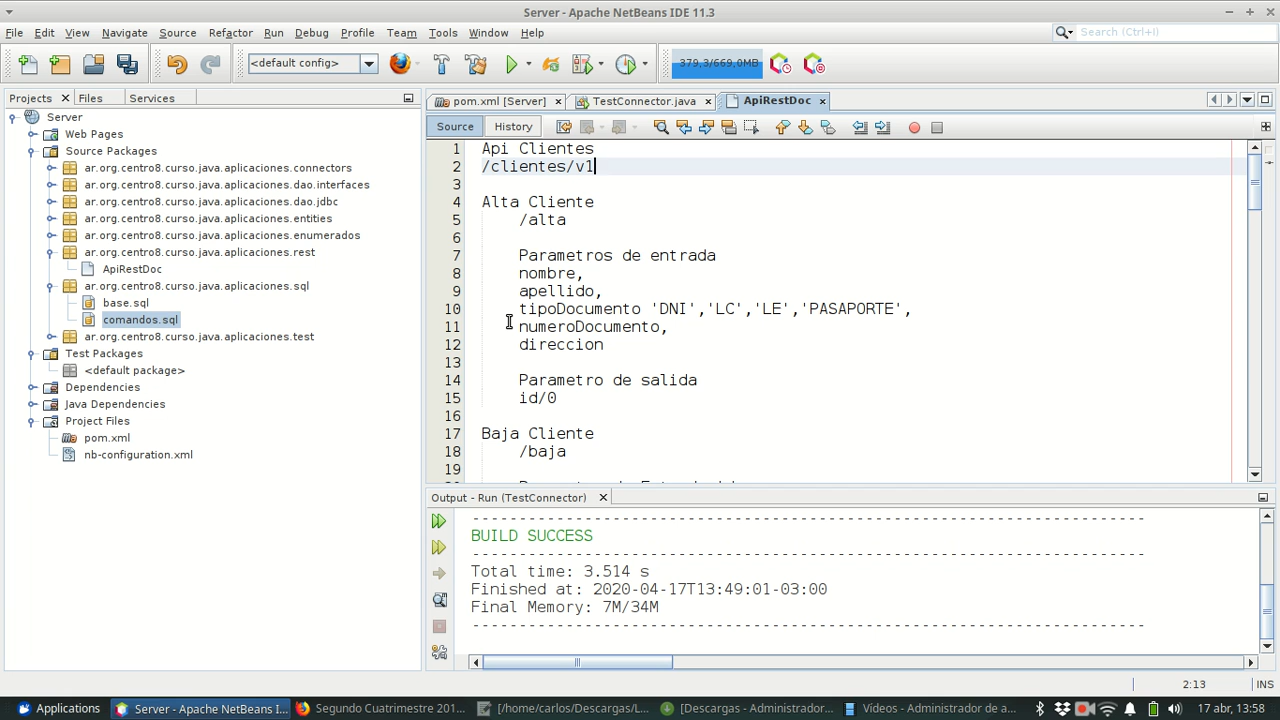 Server - Apache NetBeans IDE 11.3
File Edit View Navigate Source Refactor Run Debug Profile Team Tools Window Help
Search (Ctrl+I)
<default config>
379,3/669,0MB
Projects Files Services
pom.xml [Server] TestConnector.java ApiRestDoc
Source History
Server
Web Pages
Source Packages
ar.org.centro8.curso.java.aplicaciones.connectors
ar.org.centro8.curso.java.aplicaciones.dao.interfaces
ar.org.centro8.curso.java.aplicaciones.dao.jdbc
ar.org.centro8.curso.java.aplicaciones.entities
ar.org.centro8.curso.java.aplicaciones.enumerados
ar.org.centro8.curso.java.aplicaciones.rest
ApiRestDoc
ar.org.centro8.curso.java.aplicaciones.sql
base.sql
comandos.sql
ar.org.centro8.curso.java.aplicaciones.test
Test Packages
<default package>
Dependencies
Java Dependencies
Project Files
pom.xml
nb-configuration.xml
1 Api Clientes
2 /clientes/v1
3
4 Alta Cliente
5 /alta
6
7 Parametros de entrada
8 nombre,
9 apellido,
10 tipoDocumento 'DNI','LC','LE','PASAPORTE',
11 numeroDocumento,
12 direccion
13
14 Parametro de salida
15 id/0
16
17 Baja Cliente
18 /baja
19
Output - Run (TestConnector)
------------------------------------------------------------------------
BUILD SUCCESS
------------------------------------------------------------------------
Total time: 3.514 s
Finished at: 2020-04-17T13:49:01-03:00
Final Memory: 7M/34M
------------------------------------------------------------------------
2:13 INS
Applications Server - Apache NetBeans I... Segundo Cuatrimestre 201... [/home/carlos/Descargas/L... [Descargas - Administrador... Videos - Administrador de a... 17 abr, 13:58